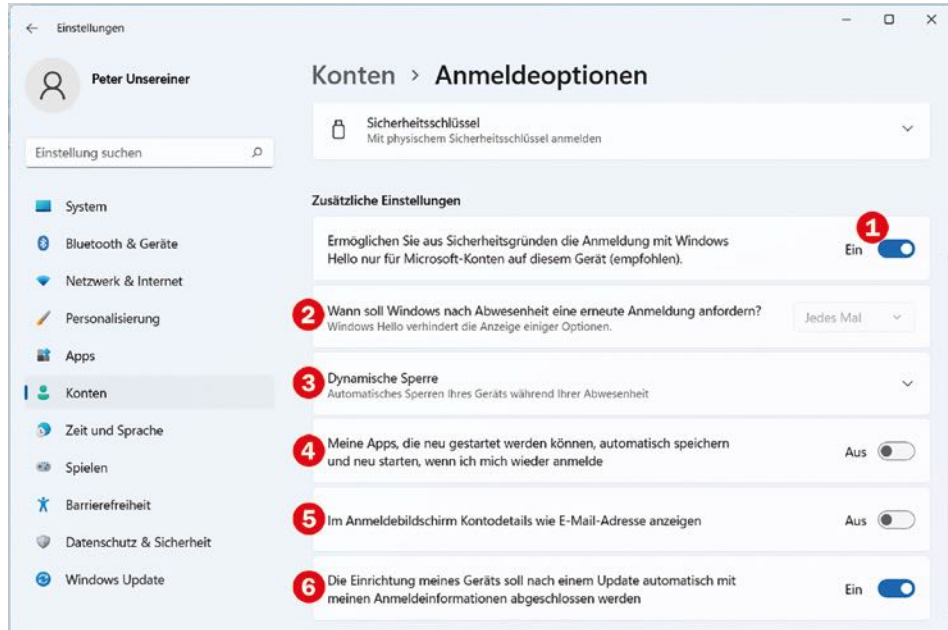 Einstellungen
Peter Unsereiner
Einstellung suchen
System
Bluetooth & Geräte
Netzwerk & Internet
Personalisierung
Apps
Konten
Zeit und Sprache
Spielen
Barrierefreiheit
Datenschutz & Sicherheit
Windows Update
Konten > Anmeldeoptionen
Sicherheitsschlüssel
Mit physischem Sicherheitsschlüssel anmelden
Zusätzliche Einstellungen
1
Ermöglichen Sie aus Sicherheitsgründen die Anmeldung mit Windows
Hello nur für Microsoft-Konten auf diesem Gerät (empfohlen).
Ein
2
Wann soll Windows nach Abwesenheit eine erneute Anmeldung anfordern?
Windows Hello verhindert die Anzeige einiger Optionen.
Jedes Mal
3
Dynamische Sperre
Automatisches Sperren Ihres Geräts während Ihrer Abwesenheit
4
Meine Apps, die neu gestartet werden können, automatisch speichern
und neu starten, wenn ich mich wieder anmelde
Aus
5
Im Anmeldebildschirm Kontodetails wie E-Mail-Adresse anzeigen
Aus
6
Die Einrichtung meines Geräts soll nach einem Update automatisch mit
meinen Anmeldeinformationen abgeschlossen werden
Ein